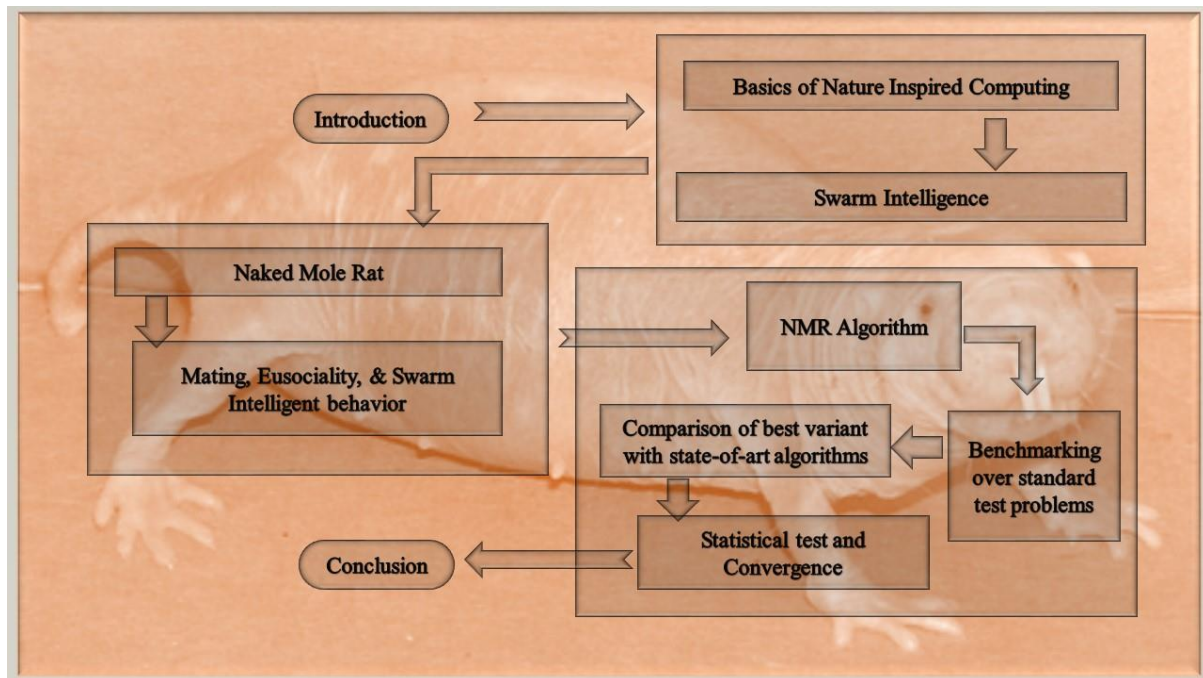 Introduction
Basics of Nature Inspired Computing
Swarm Intelligence
Naked Mole Rat
Mating, Eusociality, & Swarm
Intelligent behavior
NMR Algorithm
Benchmarking
over standard
test problems
Comparison of best variant
with state-of-art algorithms
Statistical test and
Convergence
Conclusion